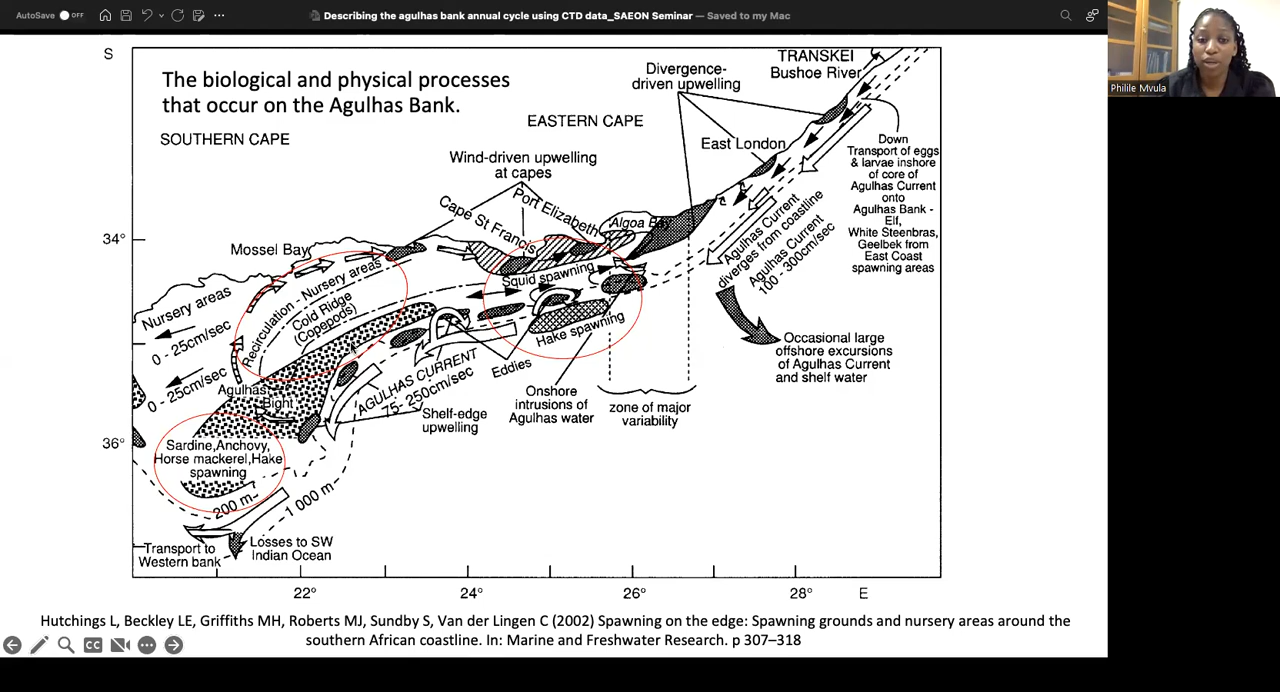 AutoSave OFF
Describing the agulhas bank annual cycle using CTD data_SAEON Seminar — Saved to my Mac
Philile Mvula
S
The biological and physical processes
that occur on the Agulhas Bank.
SOUTHERN CAPE
EASTERN CAPE
TRANSKEI
Bushoe River
Divergence-
driven upwelling
East London
Wind-driven upwelling
at capes
Down
Transport of eggs
& larvae inshore
of core of
Agulhas Current
onto
Agulhas Bank -
Elf,
White Steenbras,
Geelbek from
East Coast
spawning areas
Port Elizabeth
Cape St Francis
Algoa Bay
34°
Mossel Bay
Agulhas Current
diverges from coastline
Agulhas Current
100 - 300cm/sec
Squid spawning
Nursery areas
0 - 25cm/sec
Recirculation - Nursery areas
Cold Ridge
(Copepods)
Hake spawning
Occasional large
offshore excursions
of Agulhas Current
and shelf water
Eddies
AGULHAS CURRENT
75- 250cm/sec
0 - 25cm/sec
Agulhas
Bight
Onshore
intrusions of
Agulhas water
zone of major
variability
Shelf-edge
upwelling
36°
Sardine,Anchovy,
Horse mackerel,Hake
spawning
200 m
1 000 m
Transport to
Western bank
Losses to SW
Indian Ocean
22° 24° 26° 28° E
Hutchings L, Beckley LE, Griffiths MH, Roberts MJ, Sundby S, Van der Lingen C (2002) Spawning on the edge: Spawning grounds and nursery areas around the
southern African coastline. In: Marine and Freshwater Research. p 307–318
CC